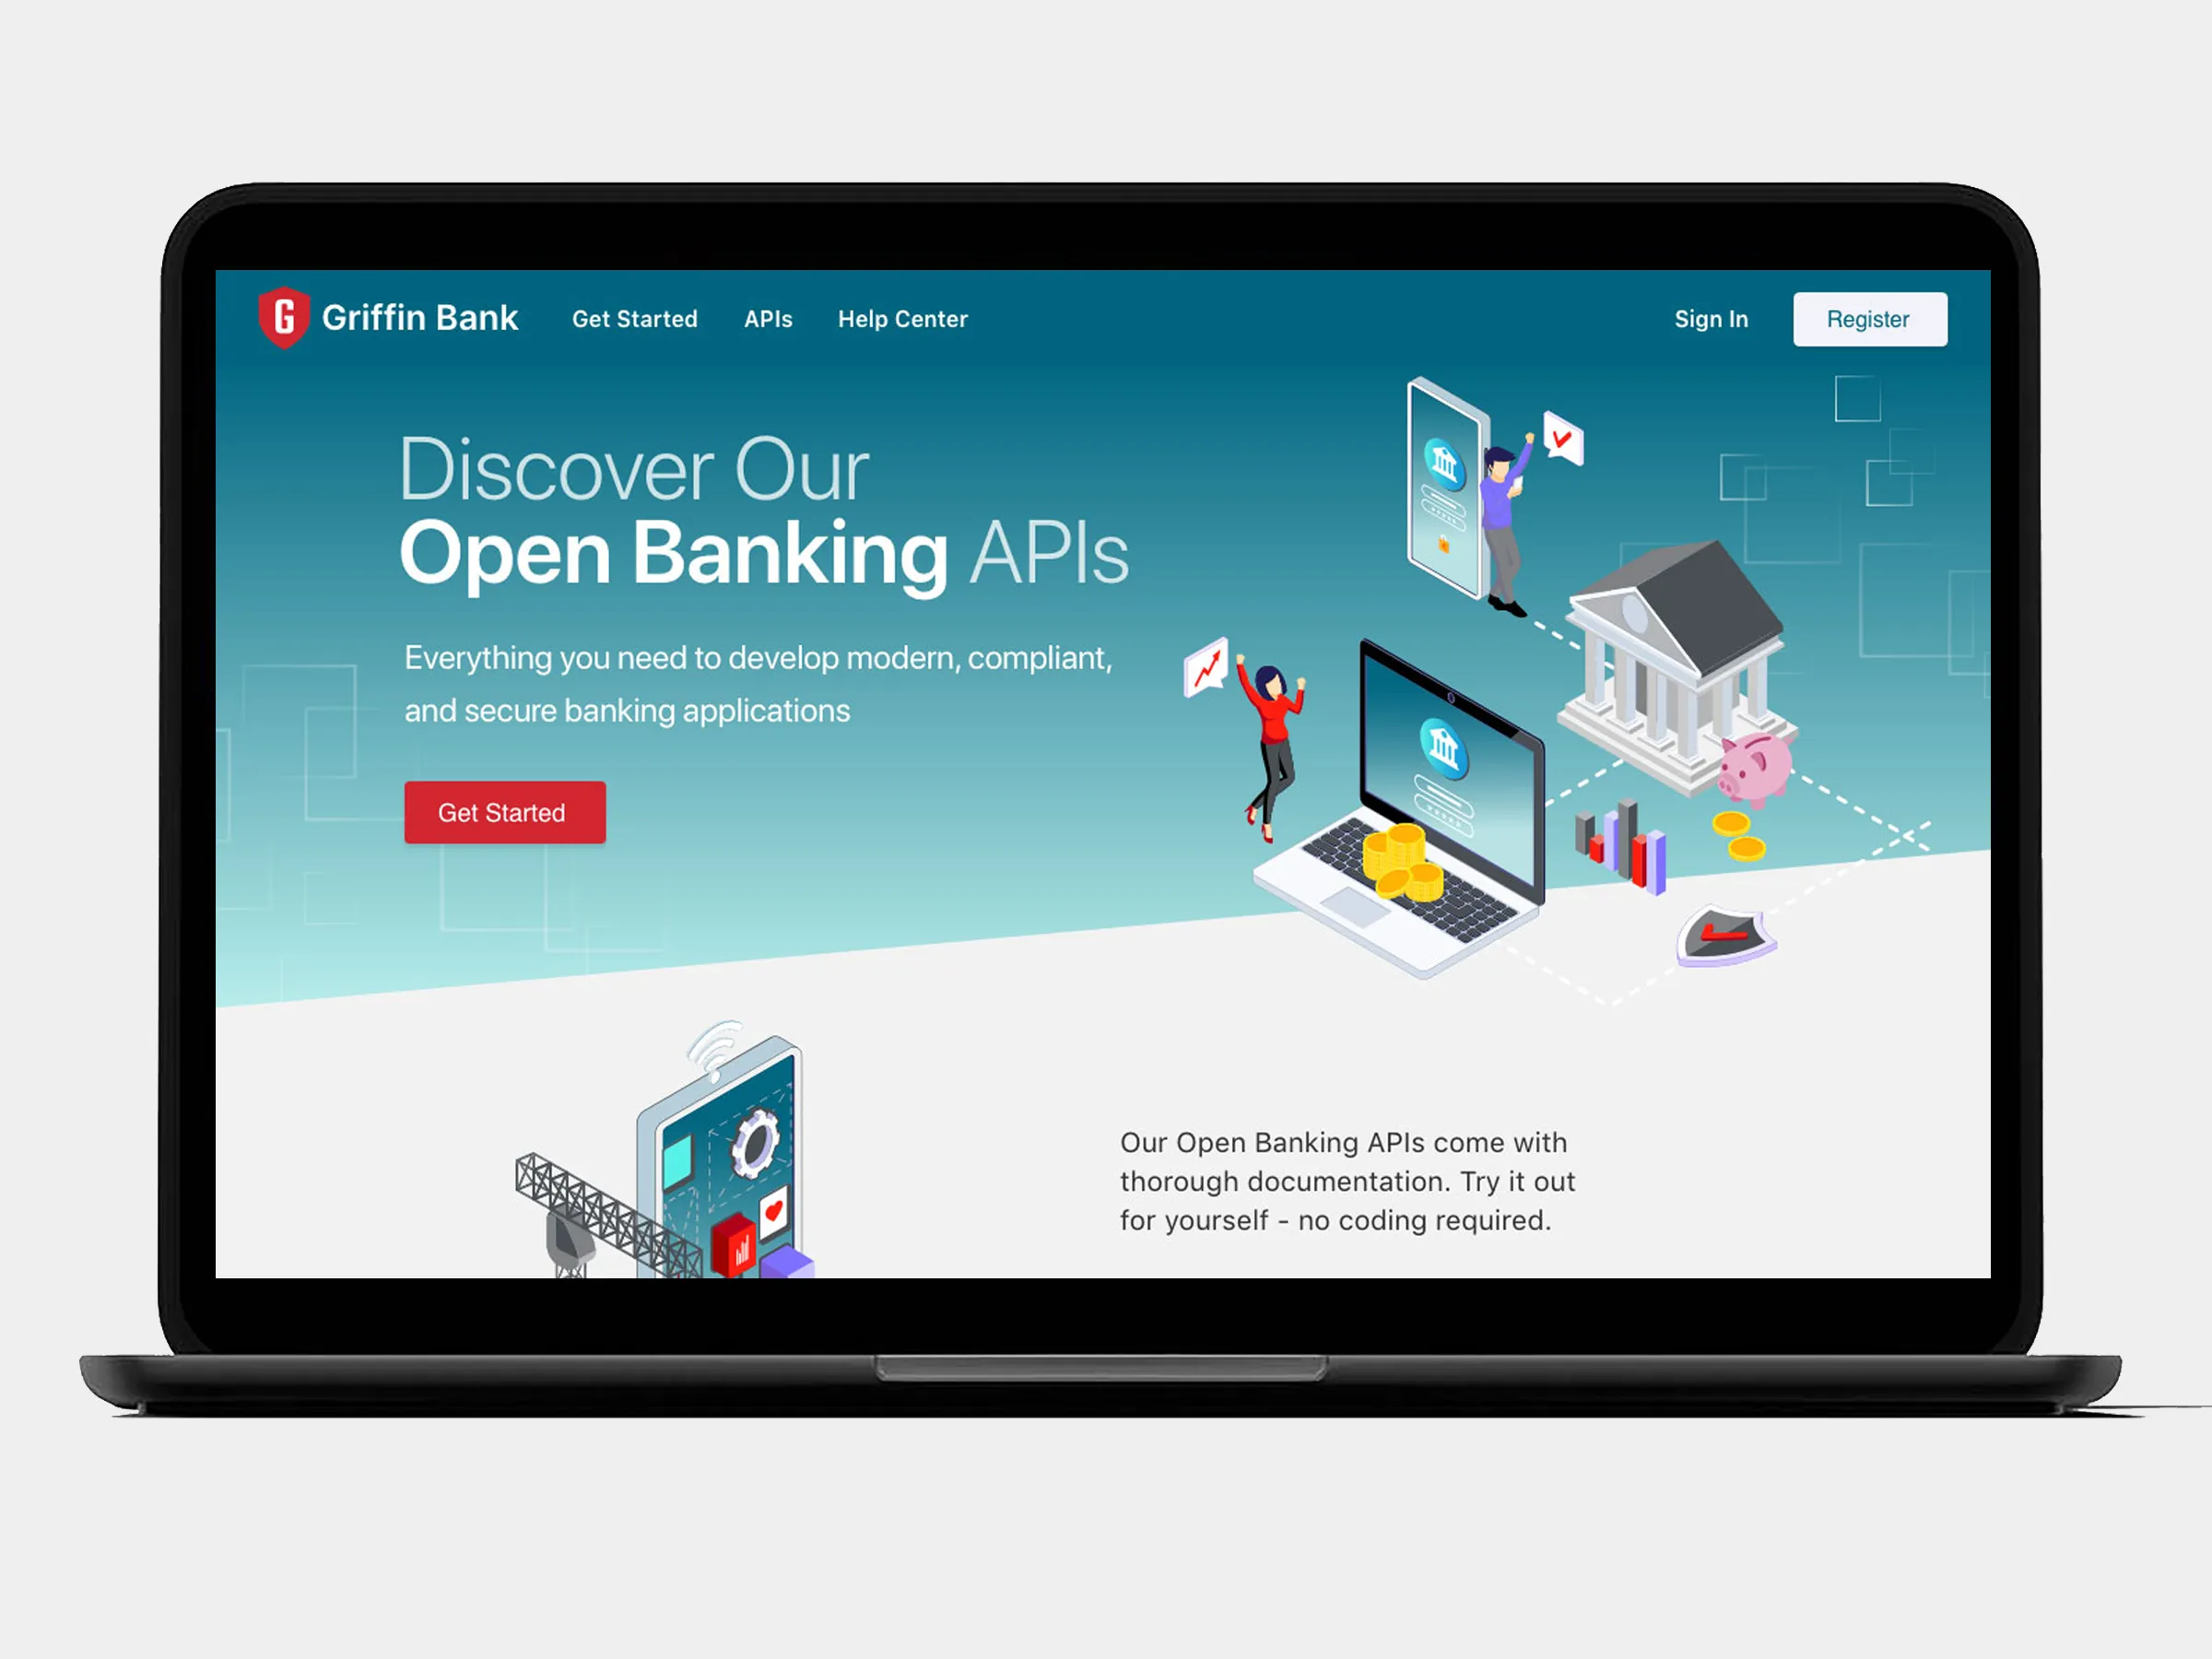 G Griffin Bank
Get Started
APIs
Help Center
Sign In
Register
Discover Our
Open Banking APIs
Everything you need to develop modern, compliant,
and secure banking applications
Get Started
Our Open Banking APIs come with
thorough documentation. Try it out
for yourself - no coding required.